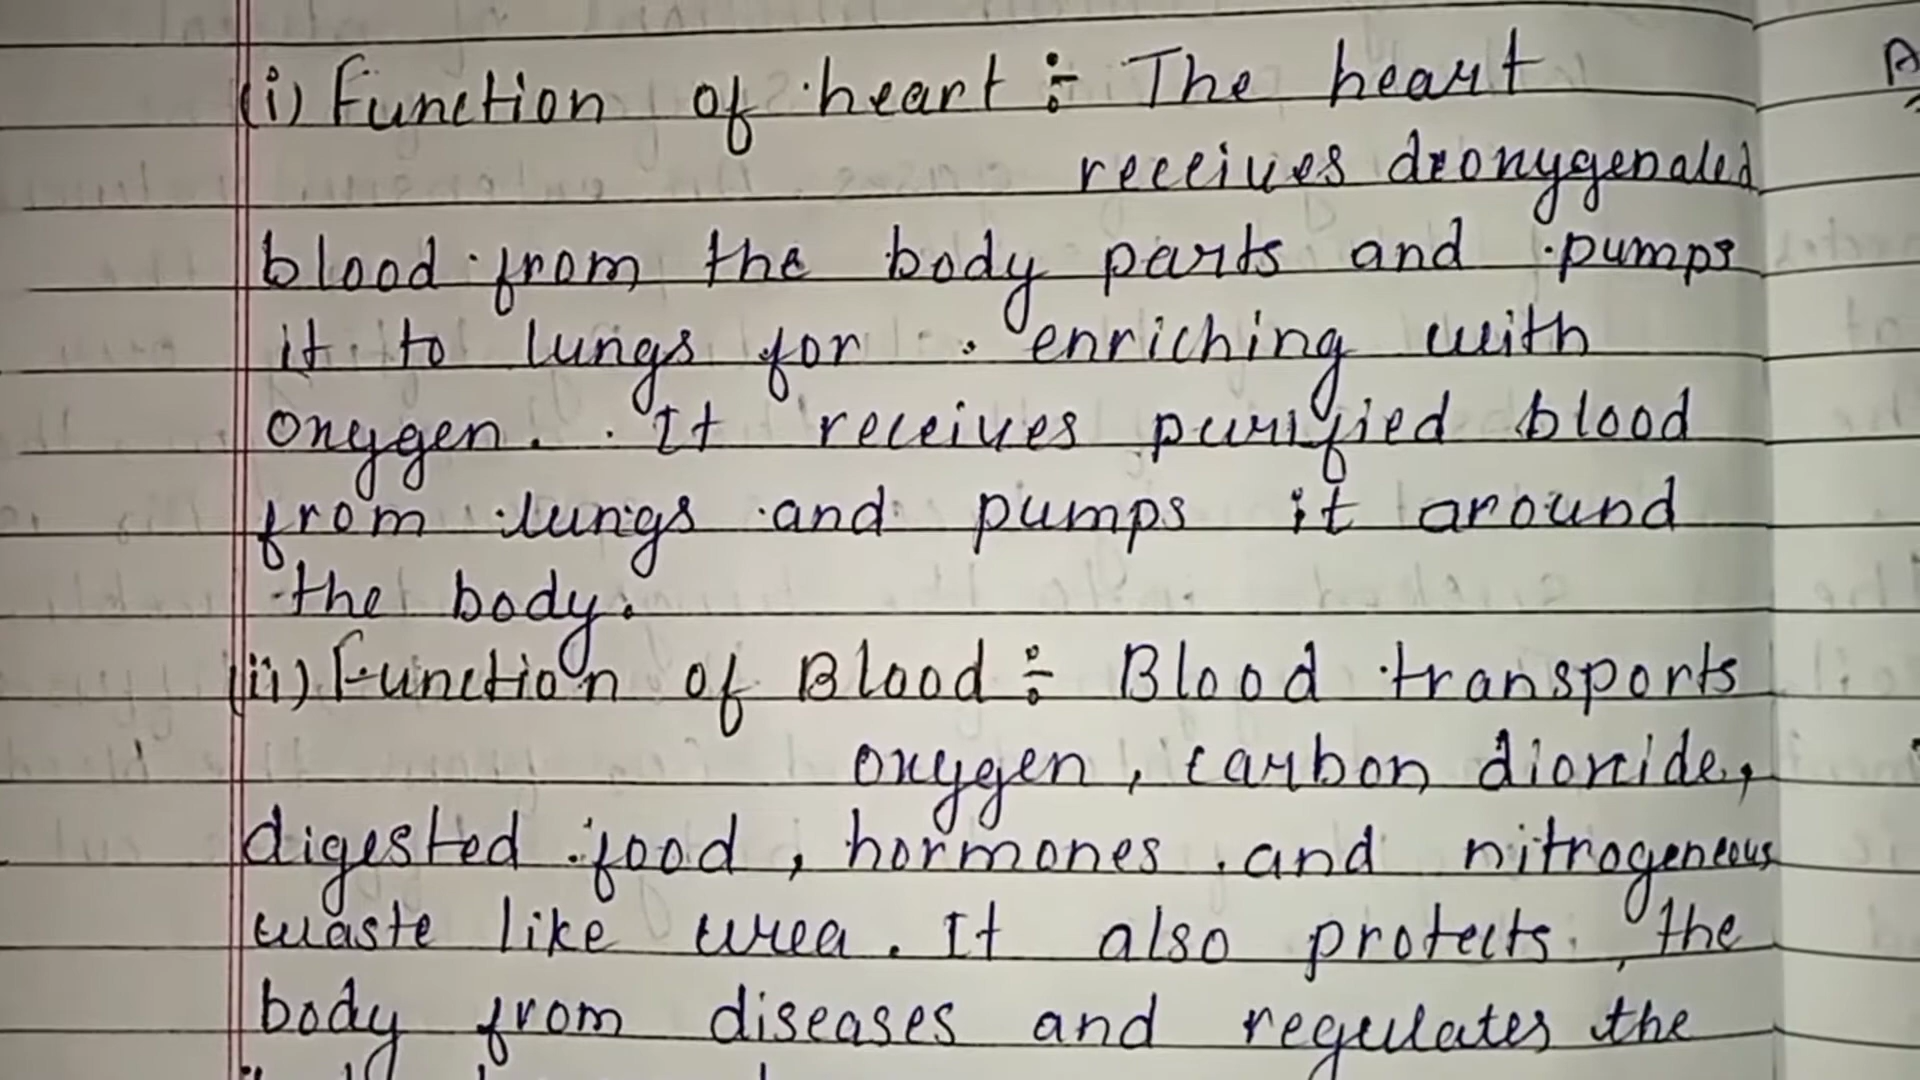 (i) Function of heart ÷ The heart
receives deoxygenated
blood from the body parts and pumps
it to lungs for enriching with
oxygen. It receives purified blood
from lungs and pumps it around
the body.
(ii) Function of Blood ÷ Blood transports
oxygen, carbon dioxide,
digested food, hormones and nitrogeneous
waste like urea. It also protects the
body from diseases and regulates the